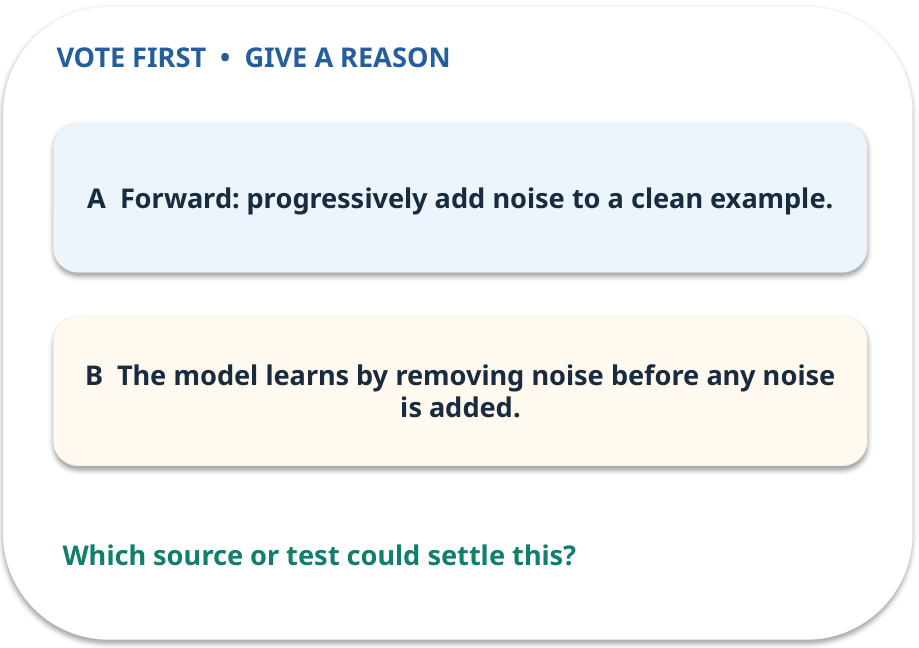 VOTE FIRST • GIVE A REASON
A Forward: progressively add noise to a clean example.
B The model learns by removing noise before any noise
is added.
Which source or test could settle this?